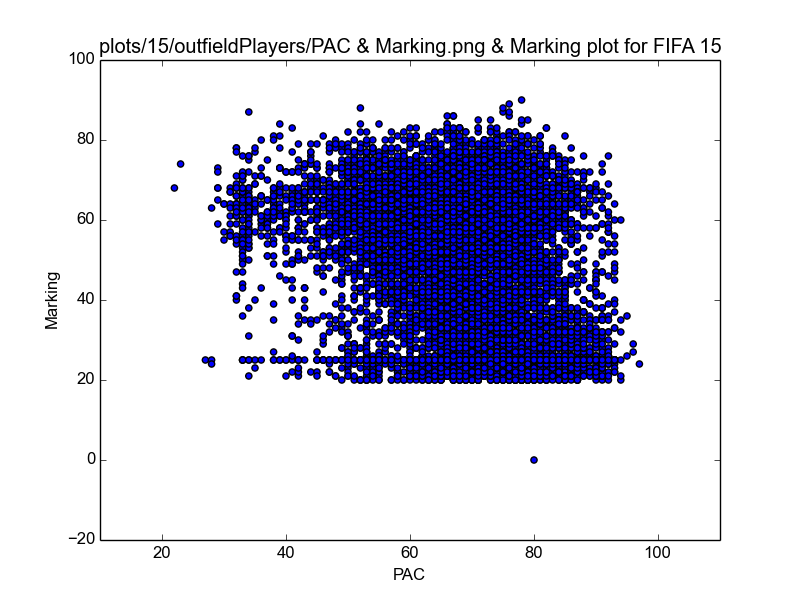 plots/15/outfieldPlayers/PAC & Marking.png & Marking plot for FIFA 15
100
80
60
40
20
0
−20
Marking
20 40 60 80 100
PAC